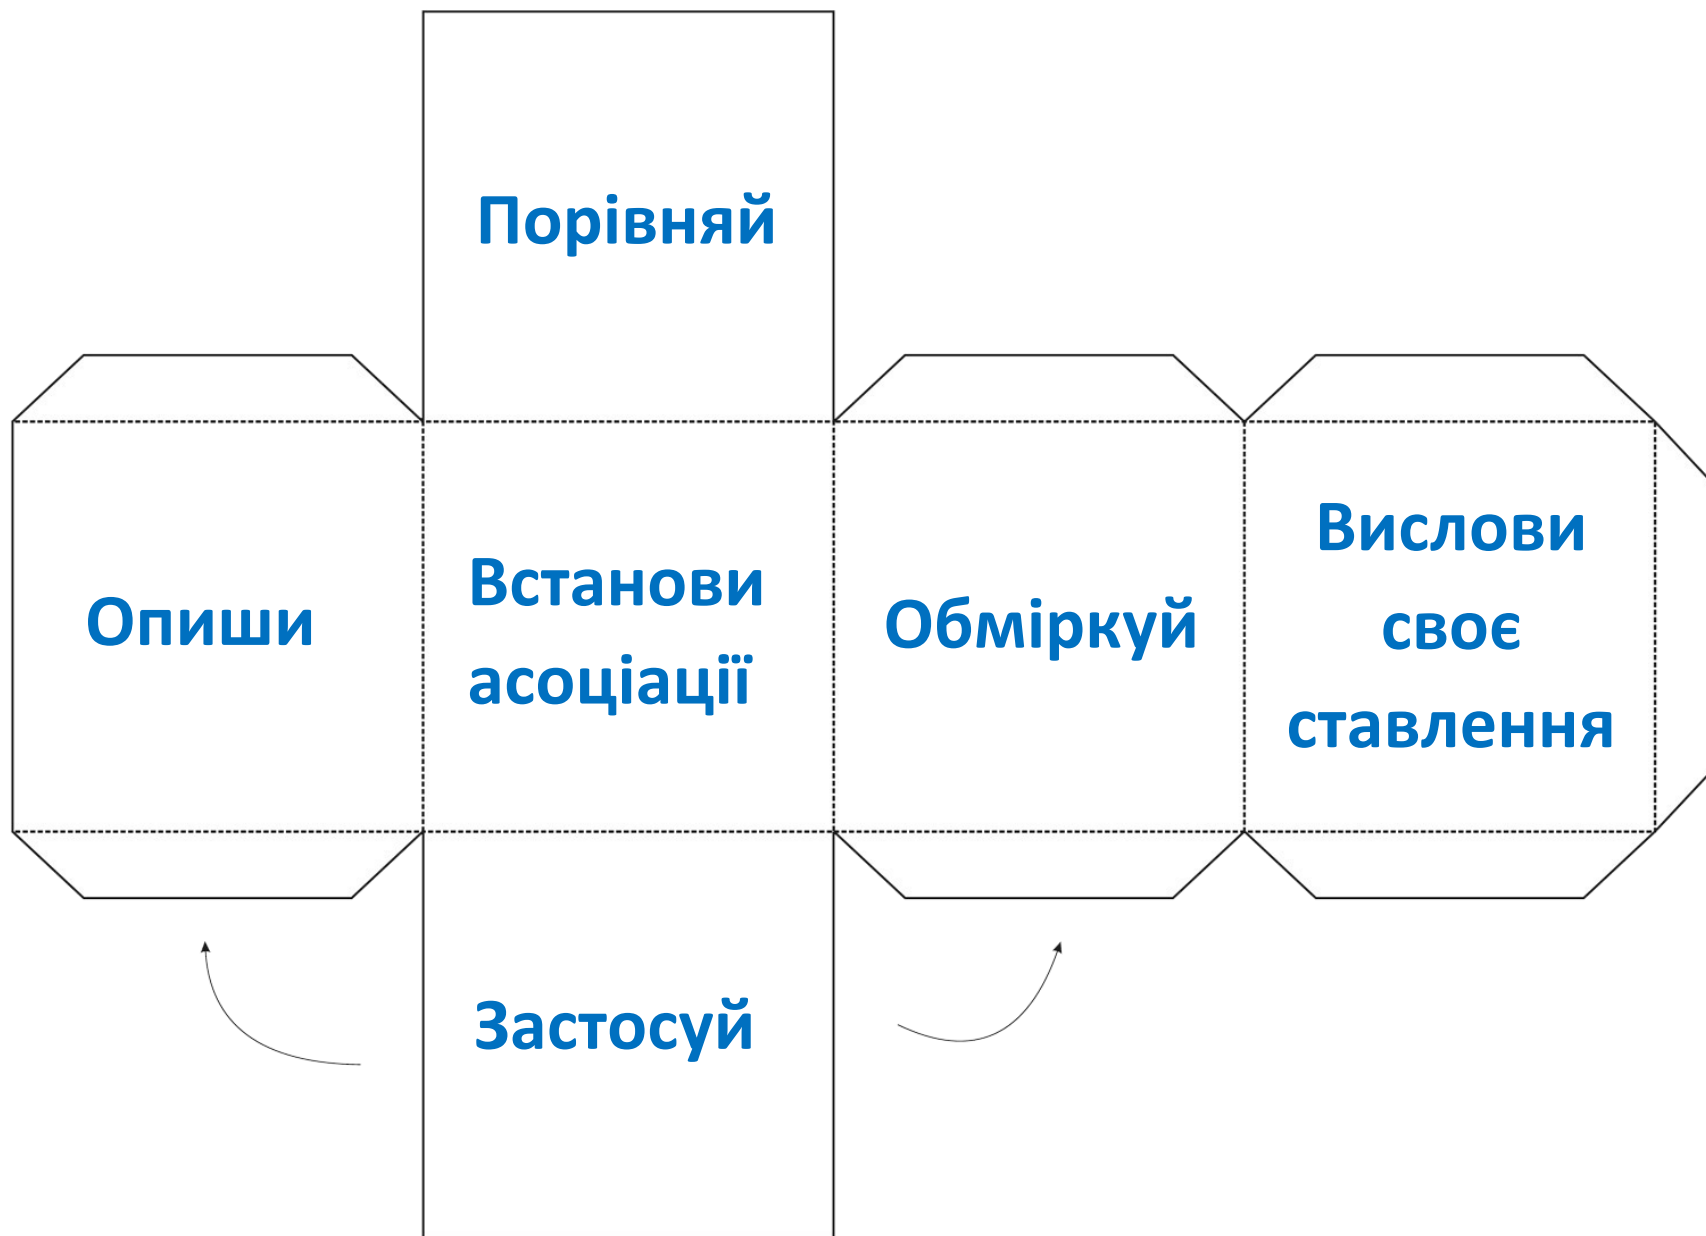 Порівняй
Опиши
Встанови
асоціації
Обміркуй
Вислови
своє
ставлення
Застосуй